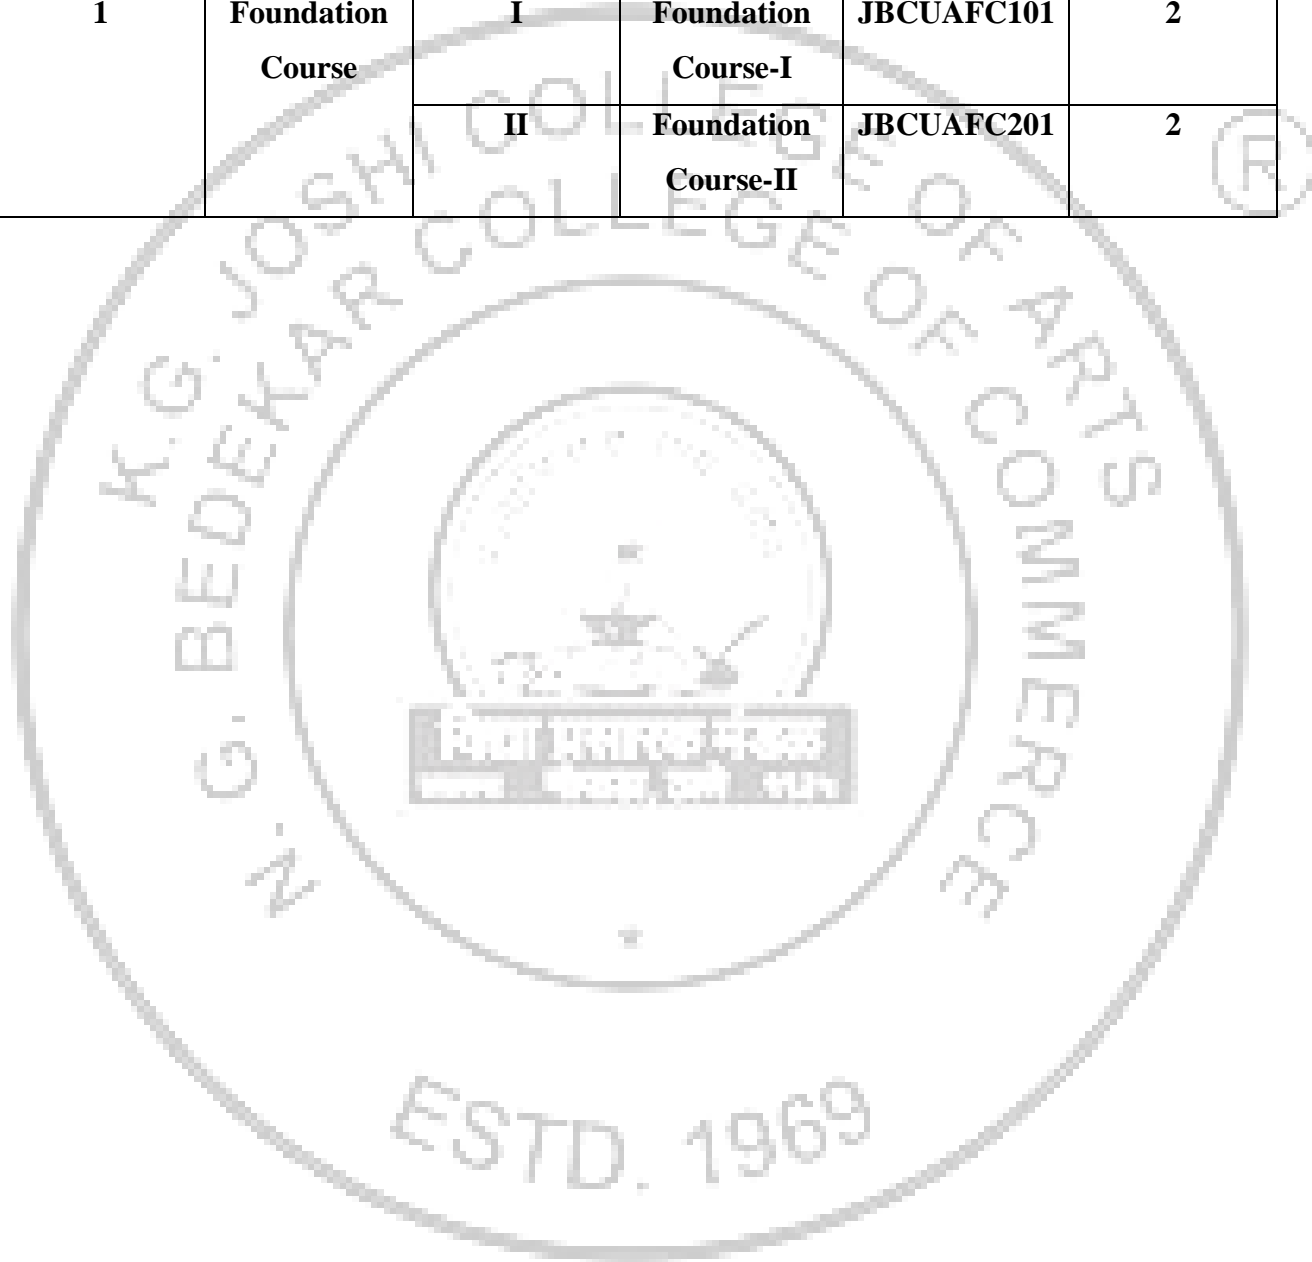 1 Foundation Course I Foundation Course-I JBCUAFC101 2
II Foundation Course-II JBCUAFC201 2
K.G. JOSHI COLLEGE OF ARTS
N. G. BEDEKAR COLLEGE OF COMMERCE
R
ESTD. 1969